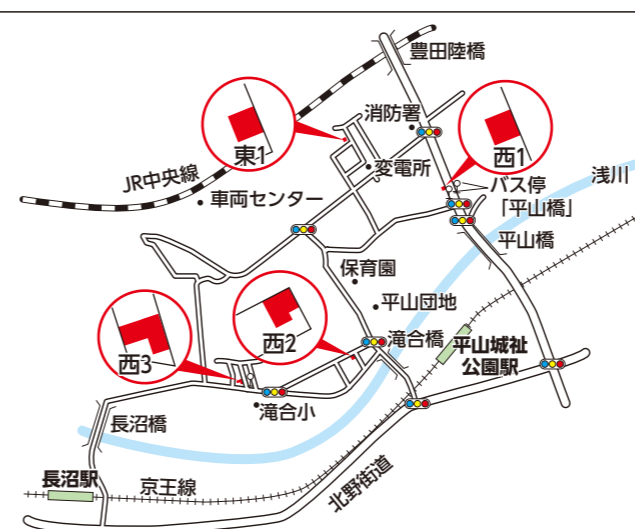 豊田陸橋
消防署
東1
西1
変電所
JR中央線
車両センター
バス停
「平山橋」
浅川
平山橋
保育園
平山団地
西3
西2
滝合橋
平山城祉
公園駅
滝合小
長沼橋
長沼駅
京王線
北野街道